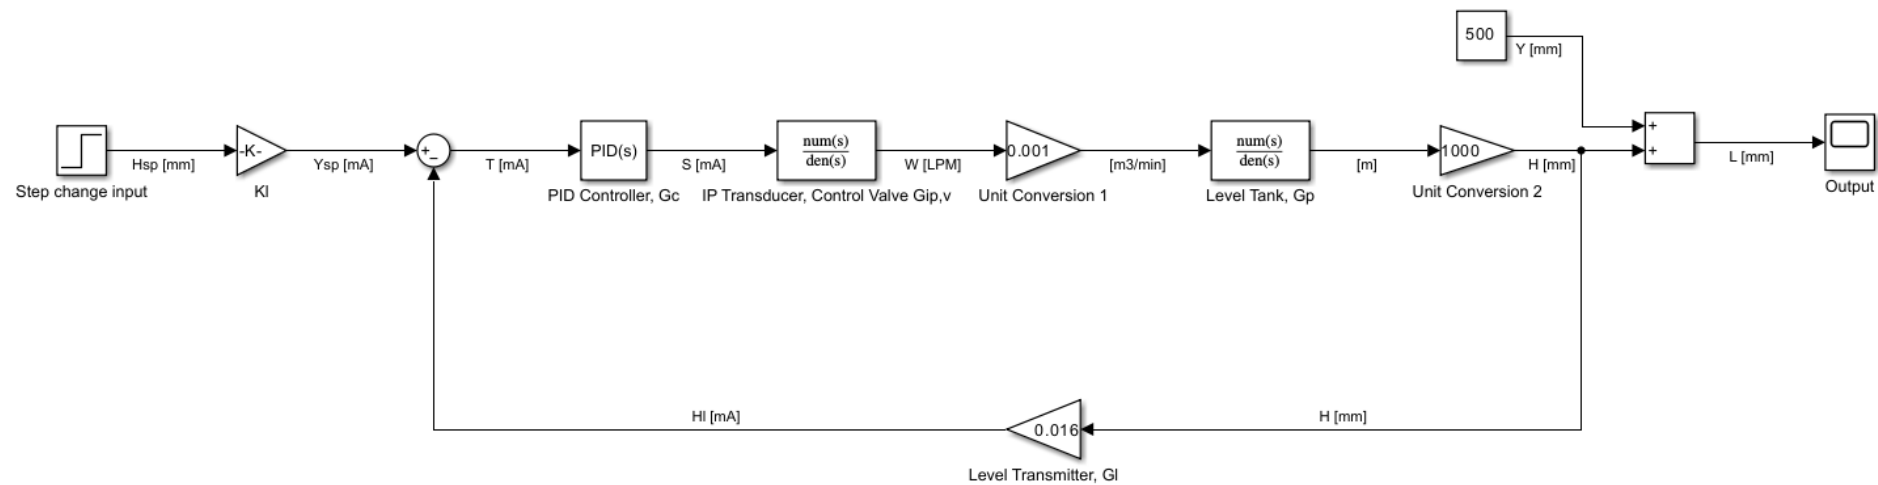 500
Y [mm]
+
+
L [mm]
Output
Step change input
Hsp [mm]
-K-
Kl
Ysp [mA]
+
−
T [mA]
PID(s)
PID Controller, Gc
S [mA]
num(s)
den(s)
IP Transducer, Control Valve Gip,v
W [LPM]
0.001
Unit Conversion 1
[m3/min]
num(s)
den(s)
Level Tank, Gp
[m]
1000
Unit Conversion 2
H [mm]
Hl [mA]
0.016
Level Transmitter, Gl
H [mm]